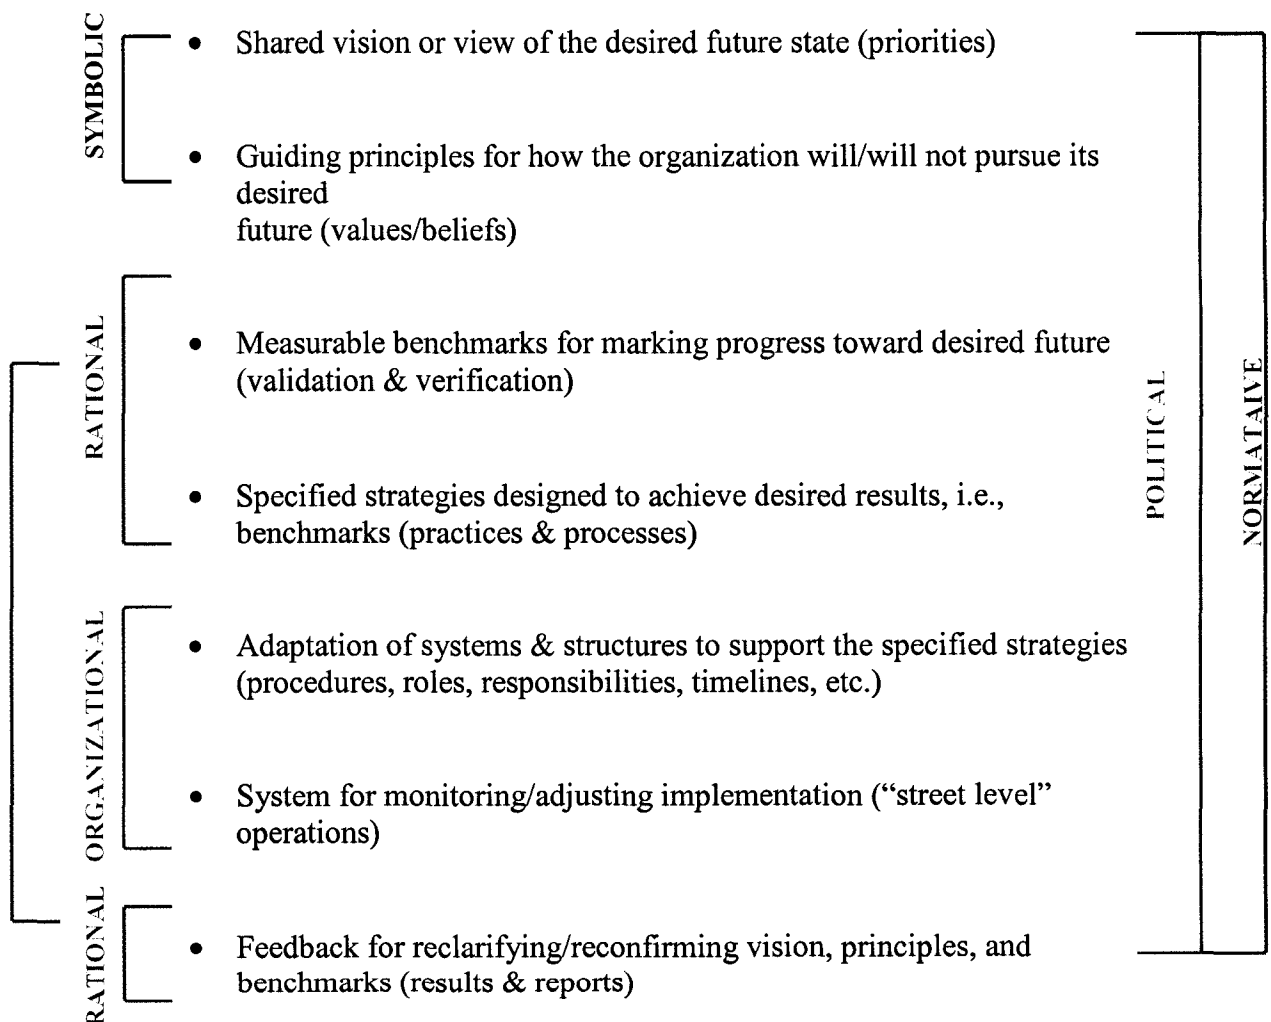 SYMBOLIC
• Shared vision or view of the desired future state (priorities)
• Guiding principles for how the organization will/will not pursue its
desired
future (values/beliefs)
RATIONAL
• Measurable benchmarks for marking progress toward desired future
(validation & verification)
• Specified strategies designed to achieve desired results, i.e.,
benchmarks (practices & processes)
ORGANIZATIONAL
• Adaptation of systems & structures to support the specified strategies
(procedures, roles, responsibilities, timelines, etc.)
• System for monitoring/adjusting implementation (“street level”
operations)
RATIONAL
• Feedback for reclarifying/reconfirming vision, principles, and
benchmarks (results & reports)
POLITICAL
NORMATAIVE